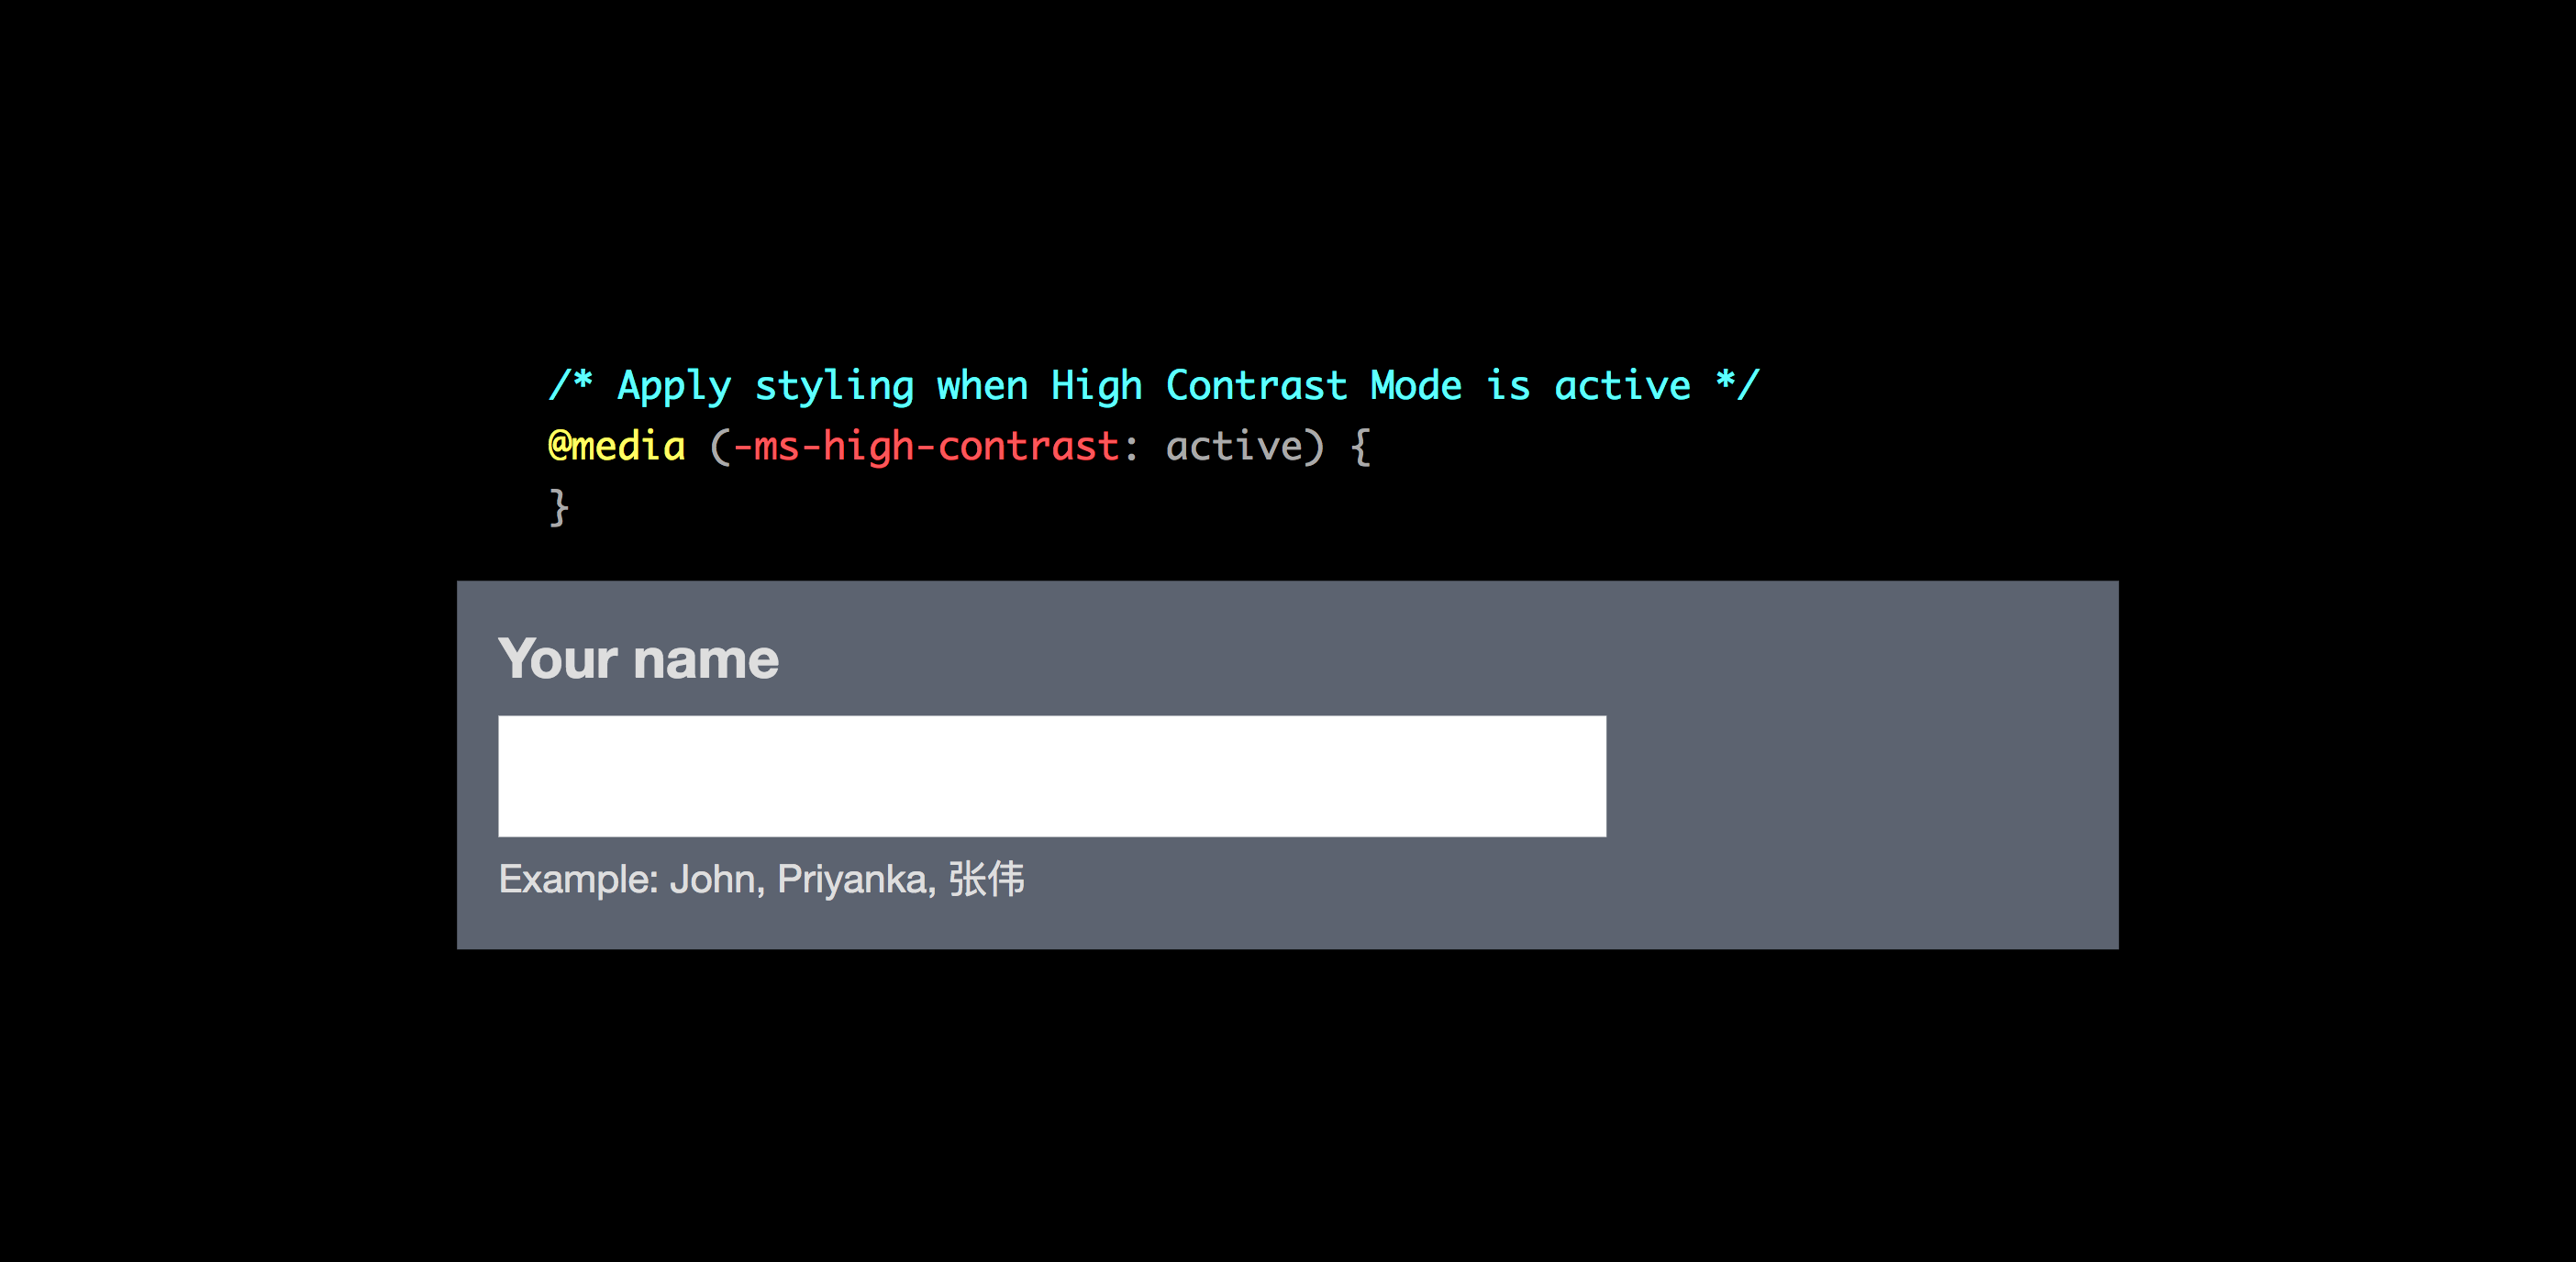 /* Apply styling when High Contrast Mode is active */
@media (-ms-high-contrast: active) {
}
Your name
Example: John, Priyanka, 张伟